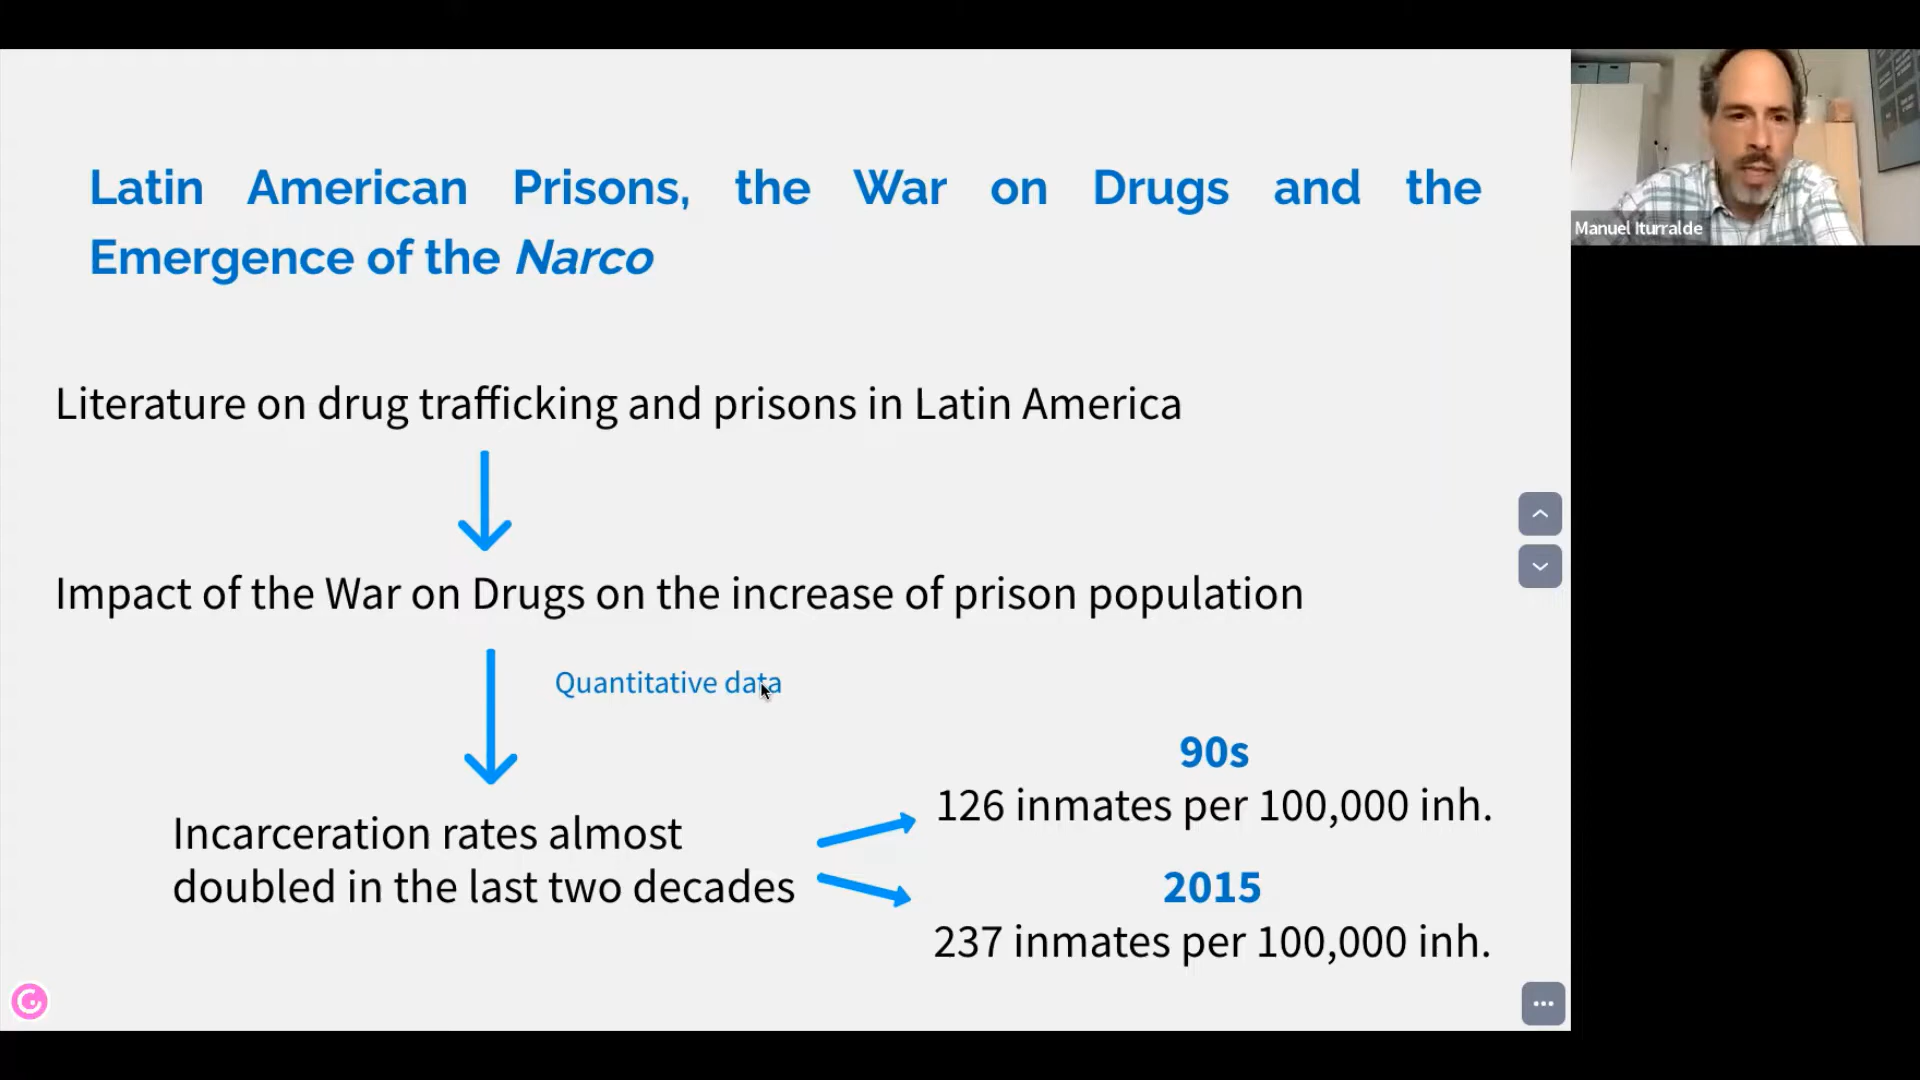 Latin American Prisons, the War on Drugs and the
Emergence of the Narco
Manuel Iturralde
Literature on drug trafficking and prisons in Latin America
Impact of the War on Drugs on the increase of prison population
Quantitative data
90s
126 inmates per 100,000 inh.
Incarceration rates almost
doubled in the last two decades
2015
237 inmates per 100,000 inh.